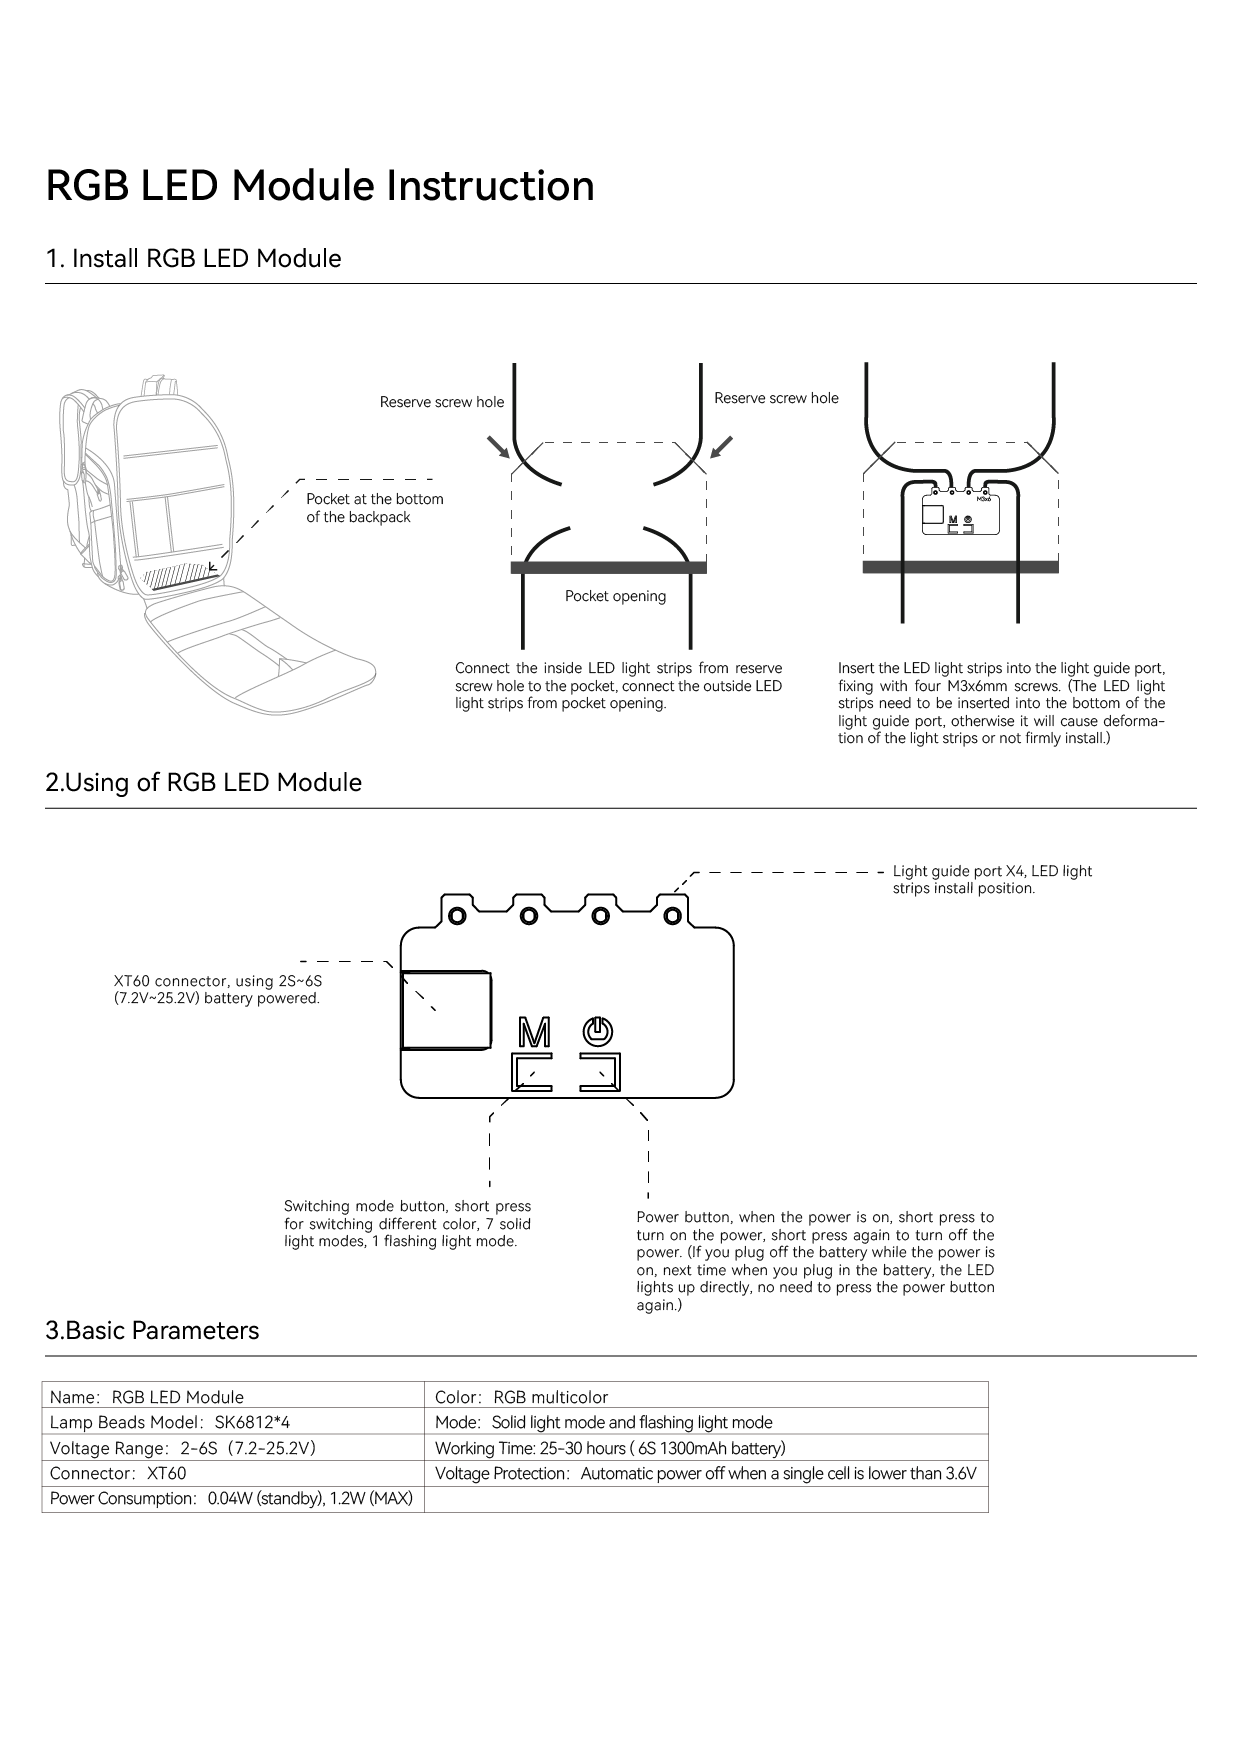 RGB LED Module Instruction
1. Install RGB LED Module
Reserve screw hole
Reserve screw hole
Pocket at the bottom
of the backpack
M3x6
M
Pocket opening
Connect the inside LED light strips from reserve
screw hole to the pocket, connect the outside LED
light strips from pocket opening.
Insert the LED light strips into the light guide port,
fixing with four M3x6mm screws. (The LED light
strips need to be inserted into the bottom of the
light guide port, otherwise it will cause deforma-
tion of the light strips or not firmly install.)
2.Using of RGB LED Module
Light guide port X4, LED light
strips install position.
XT60 connector, using 2S~6S
(7.2V~25.2V) battery powered.
M
Switching mode button, short press
for switching different color, 7 solid
light modes, 1 flashing light mode.
Power button, when the power is on, short press to
turn on the power, short press again to turn off the
power. (If you plug off the battery while the power is
on, next time when you plug in the battery, the LED
lights up directly, no need to press the power button
again.)
3.Basic Parameters
Name: RGB LED Module
Color: RGB multicolor
Lamp Beads Model: SK6812*4
Mode: Solid light mode and flashing light mode
Voltage Range: 2-6S (7.2-25.2V)
Working Time: 25-30 hours ( 6S 1300mAh battery)
Connector: XT60
Voltage Protection: Automatic power off when a single cell is lower than 3.6V
Power Consumption: 0.04W (standby), 1.2W (MAX)